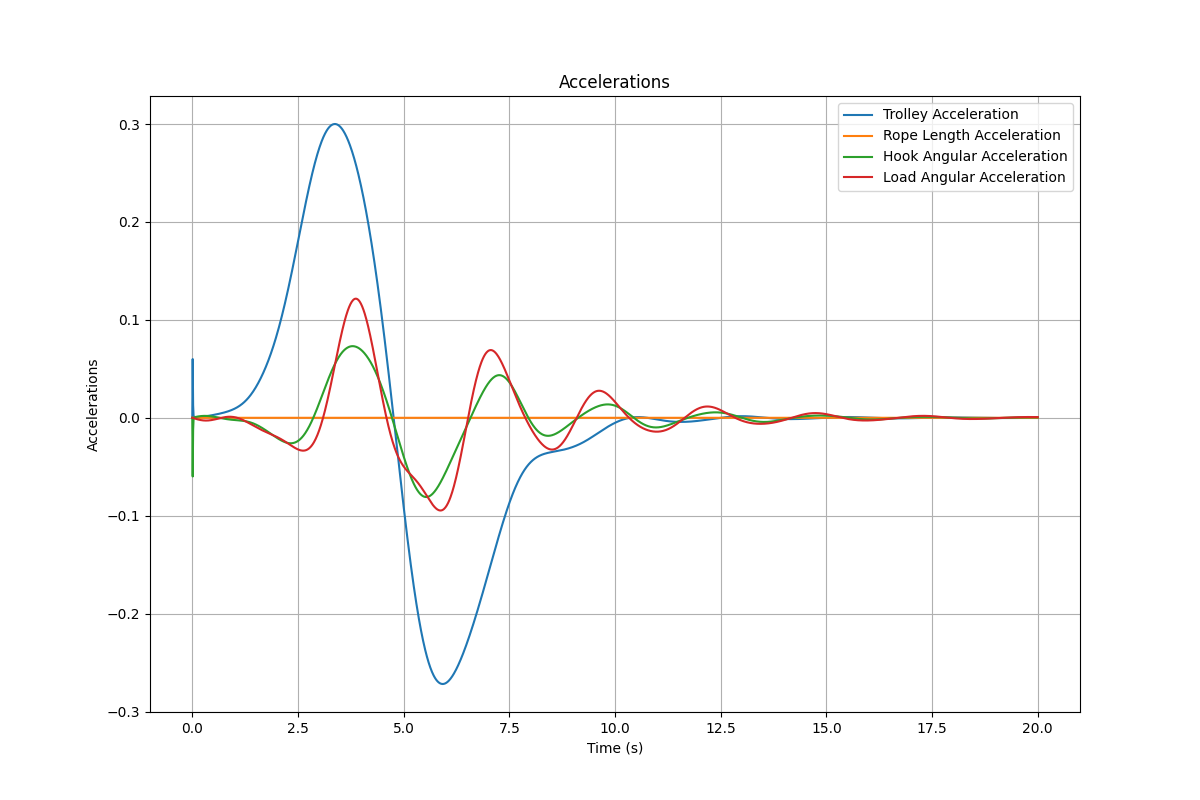 Accelerations
Trolley Acceleration
Rope Length Acceleration
Hook Angular Acceleration
Load Angular Acceleration
0.3
0.2
0.1
0.0
−0.1
−0.2
−0.3
Accelerations
0.0 2.5 5.0 7.5 10.0 12.5 15.0 17.5 20.0
Time (s)